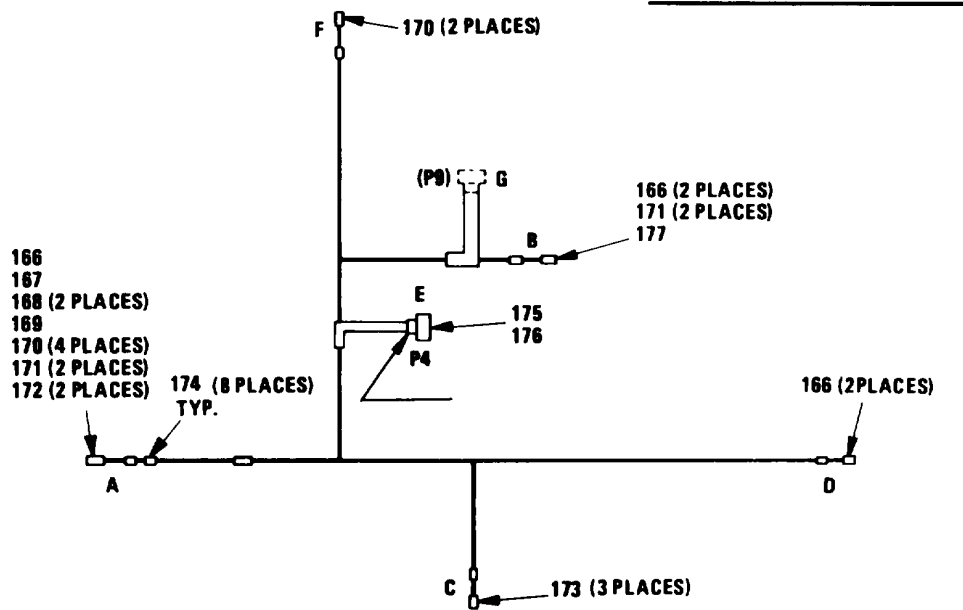 F
170 (2 PLACES)
(P9)
G
166 (2 PLACES)
171 (2 PLACES)
177
B
166
167
168 (2 PLACES)
169
170 (4 PLACES)
171 (2 PLACES)
172 (2 PLACES)
E
175
176
P4
174 (8 PLACES)
TYP.
166 (2PLACES)
A
D
C
173 (3 PLACES)